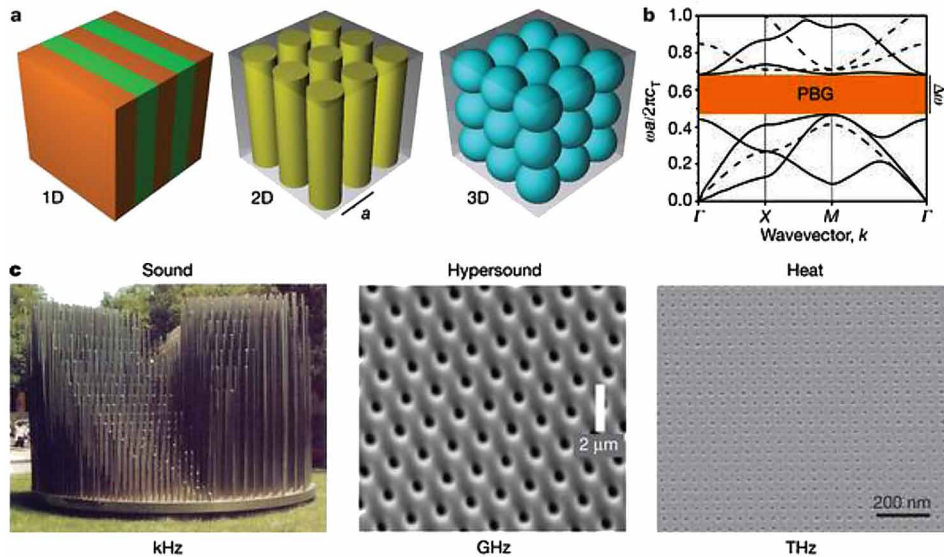 a
1D
2D
a
3D
b
ωa/2πc_T
1.0
0.8
0.6
0.4
0.2
0.0
PBG
Δω
Γ
X
M
Γ
Wavevector, k
c
Sound
Hypersound
Heat
2 μm
200 nm
kHz
GHz
THz